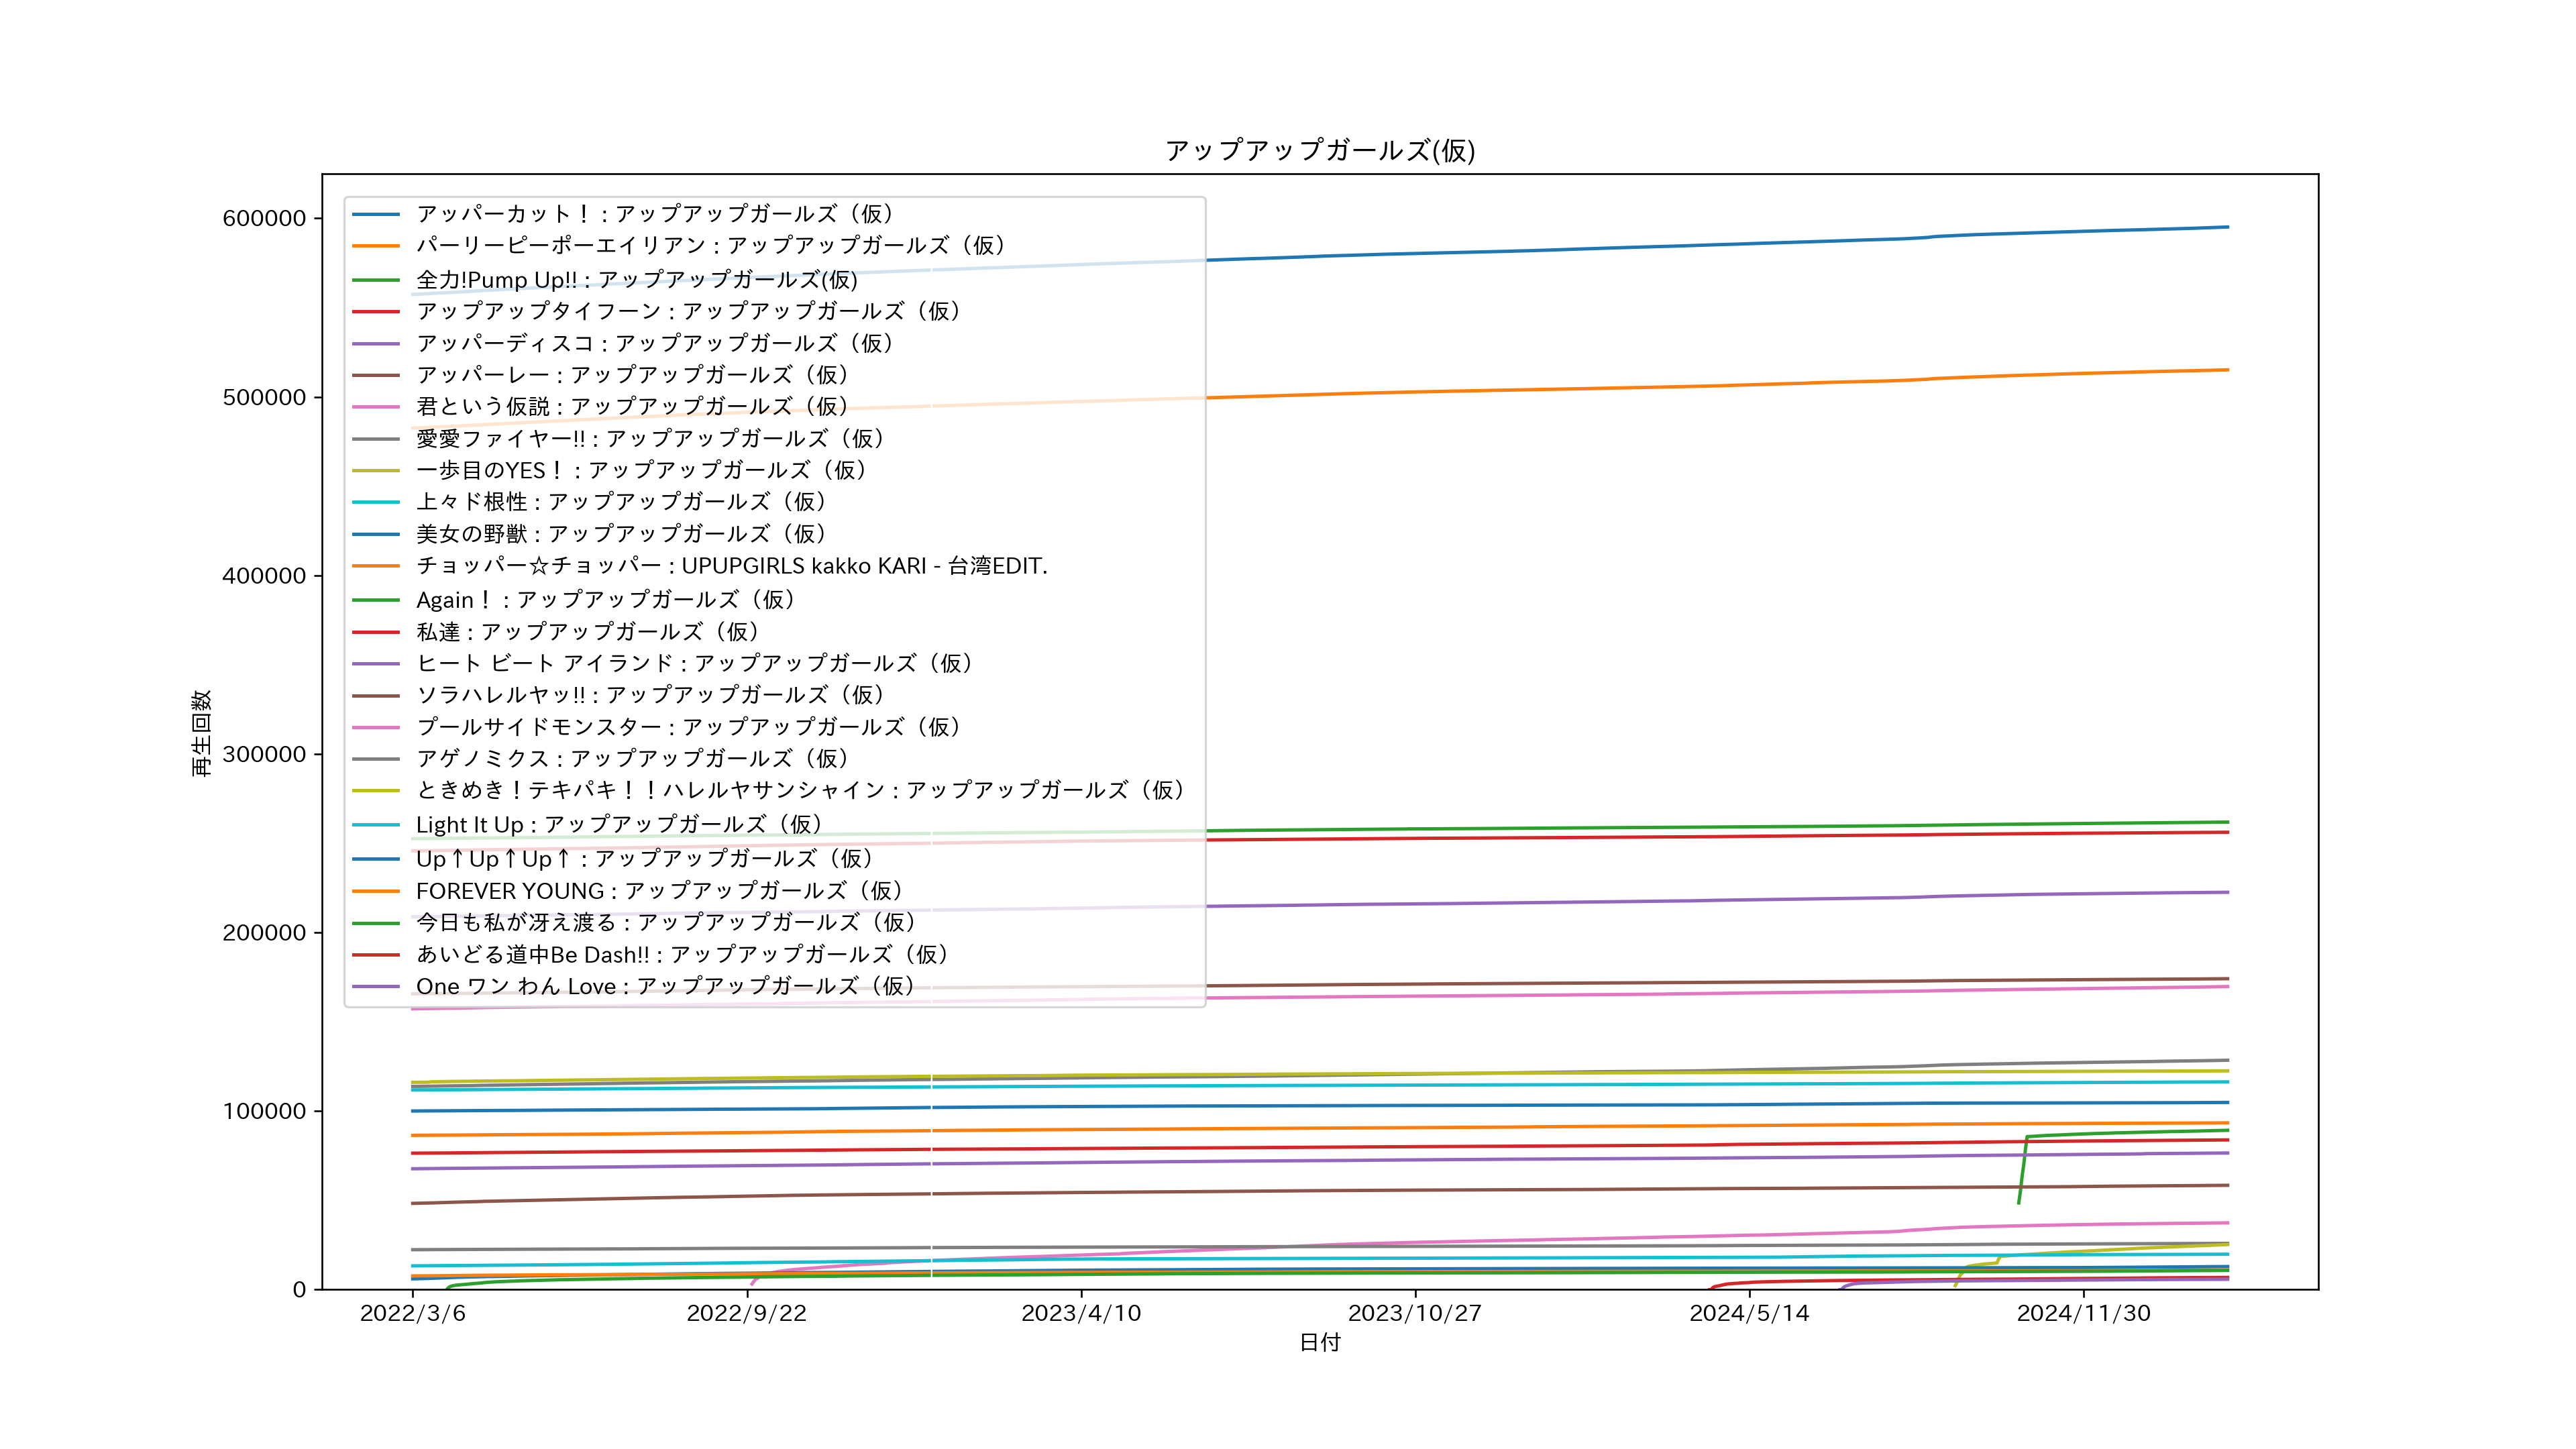 アップアップガールズ(仮)
600000
500000
400000
300000
200000
100000
0
再生回数
アッパーカット！ : アップアップガールズ（仮）
パーリーピーポーエイリアン : アップアップガールズ（仮）
全力!Pump Up!! : アップアップガールズ(仮)
アップアップタイフーン : アップアップガールズ（仮）
アッパーディスコ : アップアップガールズ（仮）
アッパーレー : アップアップガールズ（仮）
君という仮説 : アップアップガールズ（仮）
愛愛ファイヤー!! : アップアップガールズ（仮）
一歩目のYES！ : アップアップガールズ（仮）
上々ド根性 : アップアップガールズ（仮）
美女の野獣 : アップアップガールズ（仮）
チョッパー☆チョッパー : UPUPGIRLS kakko KARI - 台湾EDIT.
Again！ : アップアップガールズ（仮）
私達 : アップアップガールズ（仮）
ヒート ビート アイランド : アップアップガールズ（仮）
ソラハレルヤッ!! : アップアップガールズ（仮）
プールサイドモンスター : アップアップガールズ（仮）
アゲノミクス : アップアップガールズ（仮）
ときめき！テキパキ！！ハレルヤサンシャイン : アップアップガールズ（仮）
Light It Up : アップアップガールズ（仮）
Up↑Up↑Up↑ : アップアップガールズ（仮）
FOREVER YOUNG : アップアップガールズ（仮）
今日も私が冴え渡る : アップアップガールズ（仮）
あいどる道中Be Dash!! : アップアップガールズ（仮）
One ワン わん Love : アップアップガールズ（仮）
2022/3/6 2022/9/22 2023/4/10 2023/10/27 2024/5/14 2024/11/30
日付